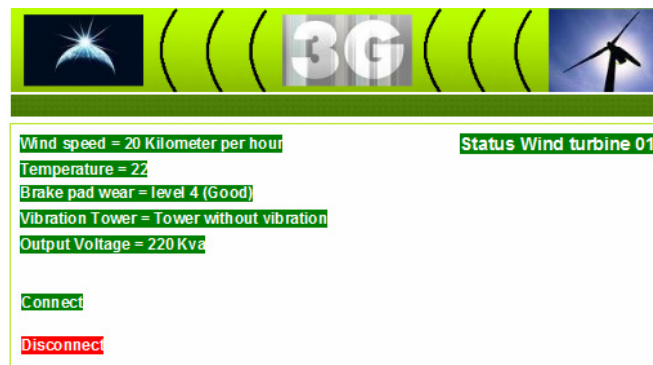 3G
Wind speed = 20 Kilometer per hour
Status Wind turbine 01
Temperature = 22
Brake pad wear = level 4 (Good)
Vibration Tower = Tower without vibration
Output Voltage = 220 Kva
Connect
Disconnect